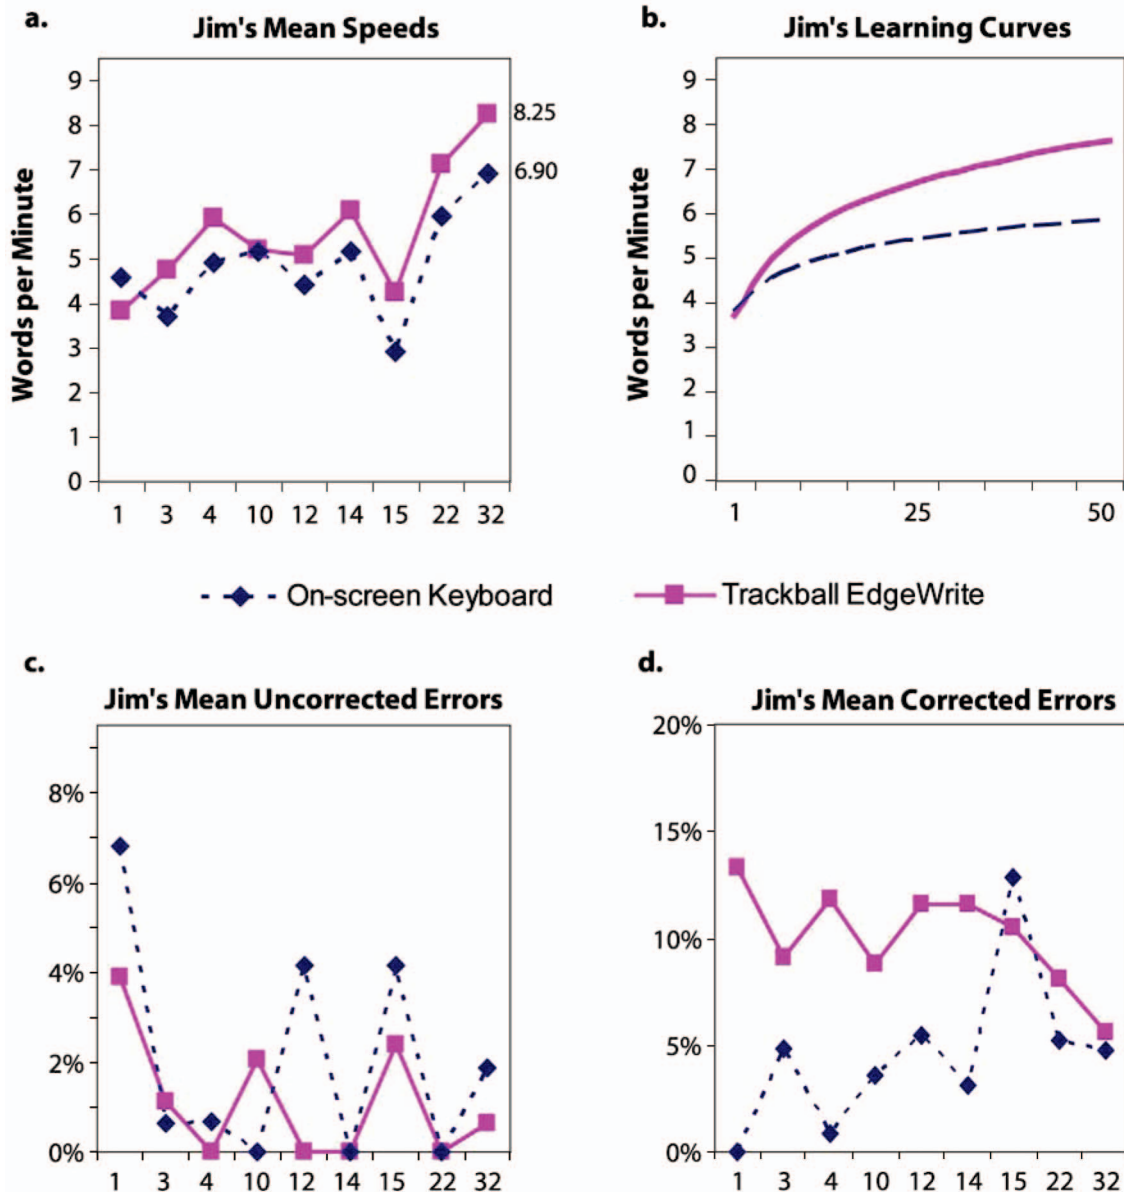 a.
Jim's Mean Speeds
Words per Minute
9
8
7
6
5
4
3
2
1
0
8.25
6.90
1 3 4 10 12 14 15 22 32
b.
Jim's Learning Curves
Words per Minute
9
8
7
6
5
4
3
2
1
0
1 25 50
On-screen Keyboard
Trackball EdgeWrite
c.
Jim's Mean Uncorrected Errors
8%
6%
4%
2%
0%
1 3 4 10 12 14 15 22 32
d.
Jim's Mean Corrected Errors
20%
15%
10%
5%
0%
1 3 4 10 12 14 15 22 32